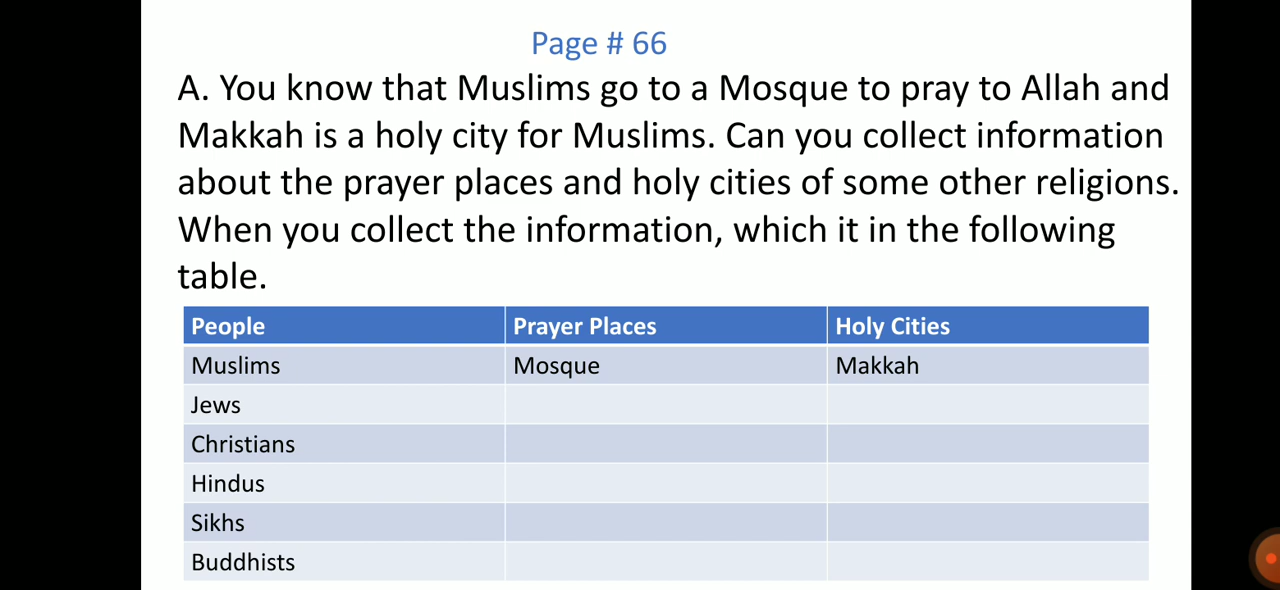 Page # 66
A. You know that Muslims go to a Mosque to pray to Allah and
Makkah is a holy city for Muslims. Can you collect information
about the prayer places and holy cities of some other religions.
When you collect the information, which it in the following
table.
People Prayer Places Holy Cities
Muslims Mosque Makkah
Jews
Christians
Hindus
Sikhs
Buddhists